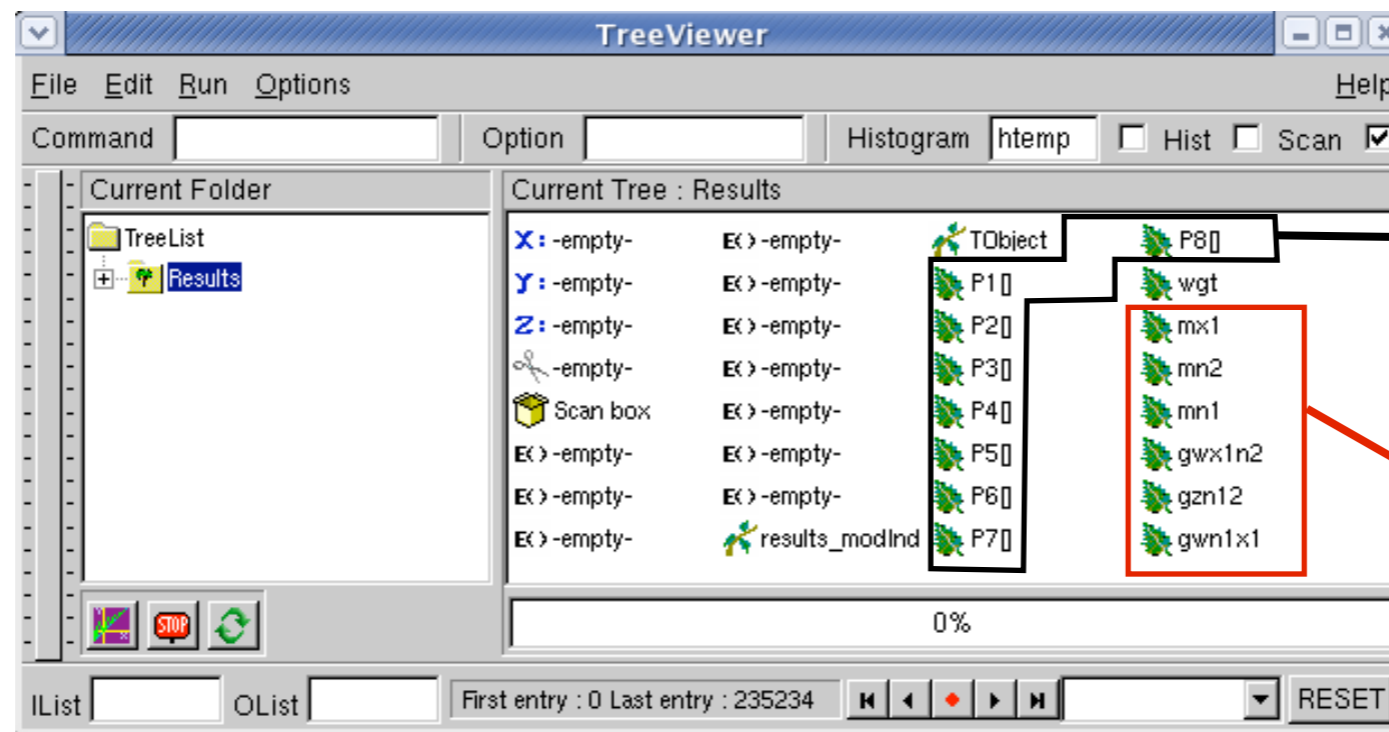 TreeViewer
File Edit Run Options Help
Command Option Histogram htemp Hist Scan
Current Folder
TreeList
Results
Current Tree : Results
X: -empty- E() -empty- TObject P8[]
Y: -empty- E() -empty- P1[] wgt
Z: -empty- E() -empty- P2[] mx1
-empty- E() -empty- P3[] mn2
Scan box E() -empty- P4[] mn1
E() -empty- E() -empty- P5[] gwx1n2
E() -empty- E() -empty- P6[] gzn12
E() -empty- results_modInd P7[] gwn1x1
STOP
0%
IList OList First entry : 0 Last entry : 235234 RESET